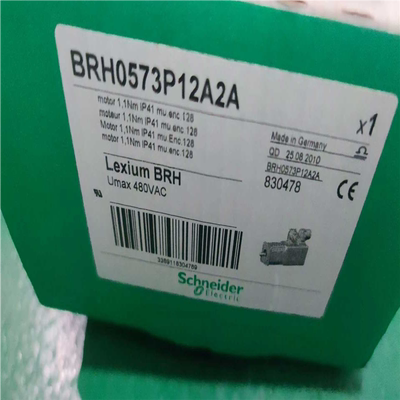 BRH0573P12A2A
x1
motor 1,1Nm IP41 mu.enc.128
moteur 1,1Nm IP41 mu.enc.128
Motor 1,1Nm IP41 mu.enc.128
motor 1,1Nm IP41 mu.enc.128
Motore 1,1Nm IP41 mu.enc.128
Made in Germany
QD 25 08 2010
BRH0573P12A2A
830478
CE
Lexium BRH
Umax 480VAC
Schneider
Electric